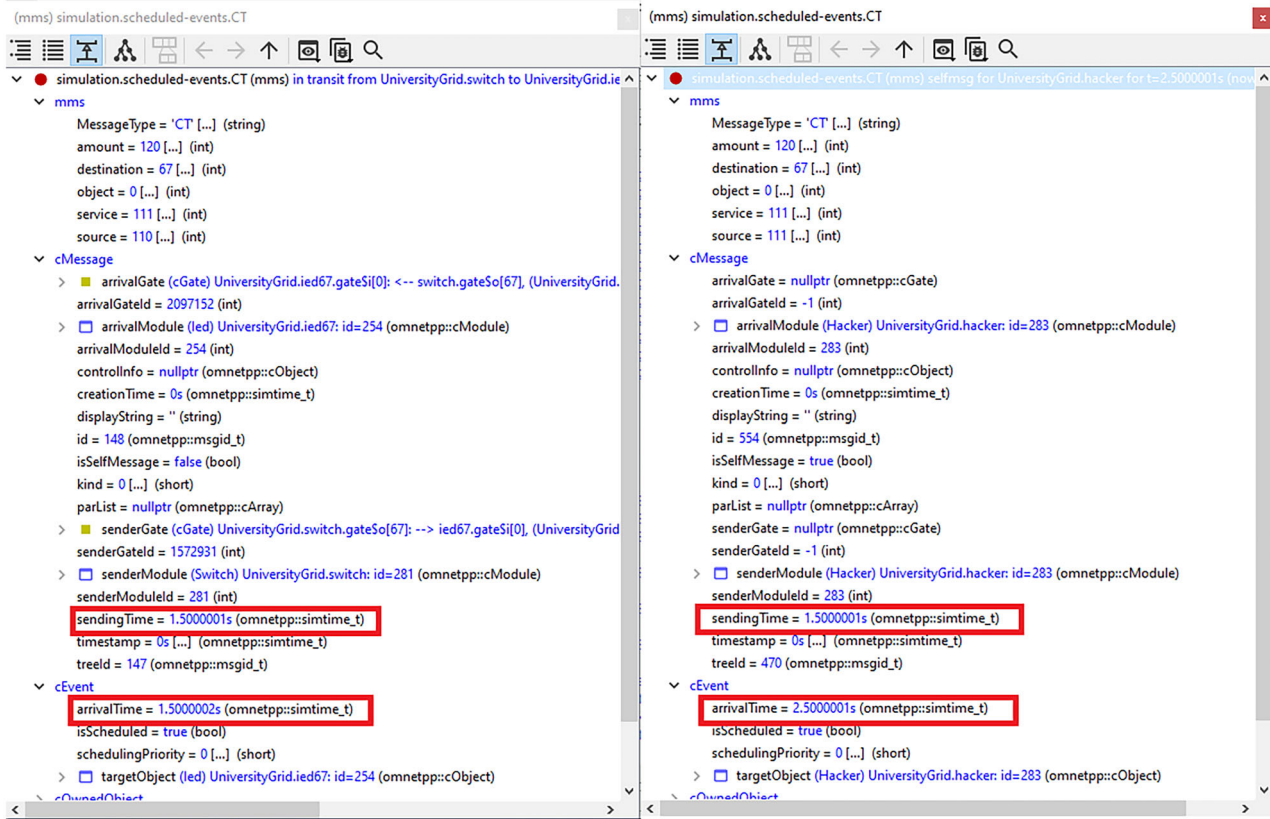 (mms) simulation.scheduled-events.CT
simulation.scheduled-events.CT (mms) in transit from UniversityGrid.switch to UniversityGrid.ie
mms
MessageType = 'CT' [...] (string)
amount = 120 [...] (int)
destination = 67 [...] (int)
object = 0 [...] (int)
service = 111 [...] (int)
source = 110 [...] (int)
cMessage
arrivalGate (cGate) UniversityGrid.ied67.gate$i[0]: <-- switch.gate$o[67], (UniversityGrid.
arrivalGateId = 2097152 (int)
arrivalModule (Ied) UniversityGrid.ied67: id=254 (omnetpp::cModule)
arrivalModuleId = 254 (int)
controlInfo = nullptr (omnetpp::cObject)
creationTime = 0s (omnetpp::simtime_t)
displayString = '' (string)
id = 148 (omnetpp::msgid_t)
isSelfMessage = false (bool)
kind = 0 [...] (short)
parList = nullptr (omnetpp::cArray)
senderGate (cGate) UniversityGrid.switch.gate$o[67]: --> ied67.gate$i[0], (UniversityGrid
senderGateId = 1572931 (int)
senderModule (Switch) UniversityGrid.switch: id=281 (omnetpp::cModule)
senderModuleId = 281 (int)
sendingTime = 1.5000001s (omnetpp::simtime_t)
timestamp = 0s [...] (omnetpp::simtime_t)
treeId = 147 (omnetpp::msgid_t)
cEvent
arrivalTime = 1.5000002s (omnetpp::simtime_t)
isScheduled = true (bool)
schedulingPriority = 0 [...] (short)
targetObject (Ied) UniversityGrid.ied67: id=254 (omnetpp::cObject)
cOwnedObject
(mms) simulation.scheduled-events.CT
x
simulation.scheduled-events.CT (mms) selfmsg for UniversityGrid.hacker for t=2.5000001s (now
mms
MessageType = 'CT' [...] (string)
amount = 120 [...] (int)
destination = 67 [...] (int)
object = 0 [...] (int)
service = 111 [...] (int)
source = 111 [...] (int)
cMessage
arrivalGate = nullptr (omnetpp::cGate)
arrivalGateId = -1 (int)
arrivalModule (Hacker) UniversityGrid.hacker: id=283 (omnetpp::cModule)
arrivalModuleId = 283 (int)
controlInfo = nullptr (omnetpp::cObject)
creationTime = 0s (omnetpp::simtime_t)
displayString = '' (string)
id = 554 (omnetpp::msgid_t)
isSelfMessage = true (bool)
kind = 0 [...] (short)
parList = nullptr (omnetpp::cArray)
senderGate = nullptr (omnetpp::cGate)
senderGateId = -1 (int)
senderModule (Hacker) UniversityGrid.hacker: id=283 (omnetpp::cModule)
senderModuleId = 283 (int)
sendingTime = 1.5000001s (omnetpp::simtime_t)
timestamp = 0s [...] (omnetpp::simtime_t)
treeId = 470 (omnetpp::msgid_t)
cEvent
arrivalTime = 2.5000001s (omnetpp::simtime_t)
isScheduled = true (bool)
schedulingPriority = 0 [...] (short)
targetObject (Hacker) UniversityGrid.hacker: id=283 (omnetpp::cObject)
cOwnedObject